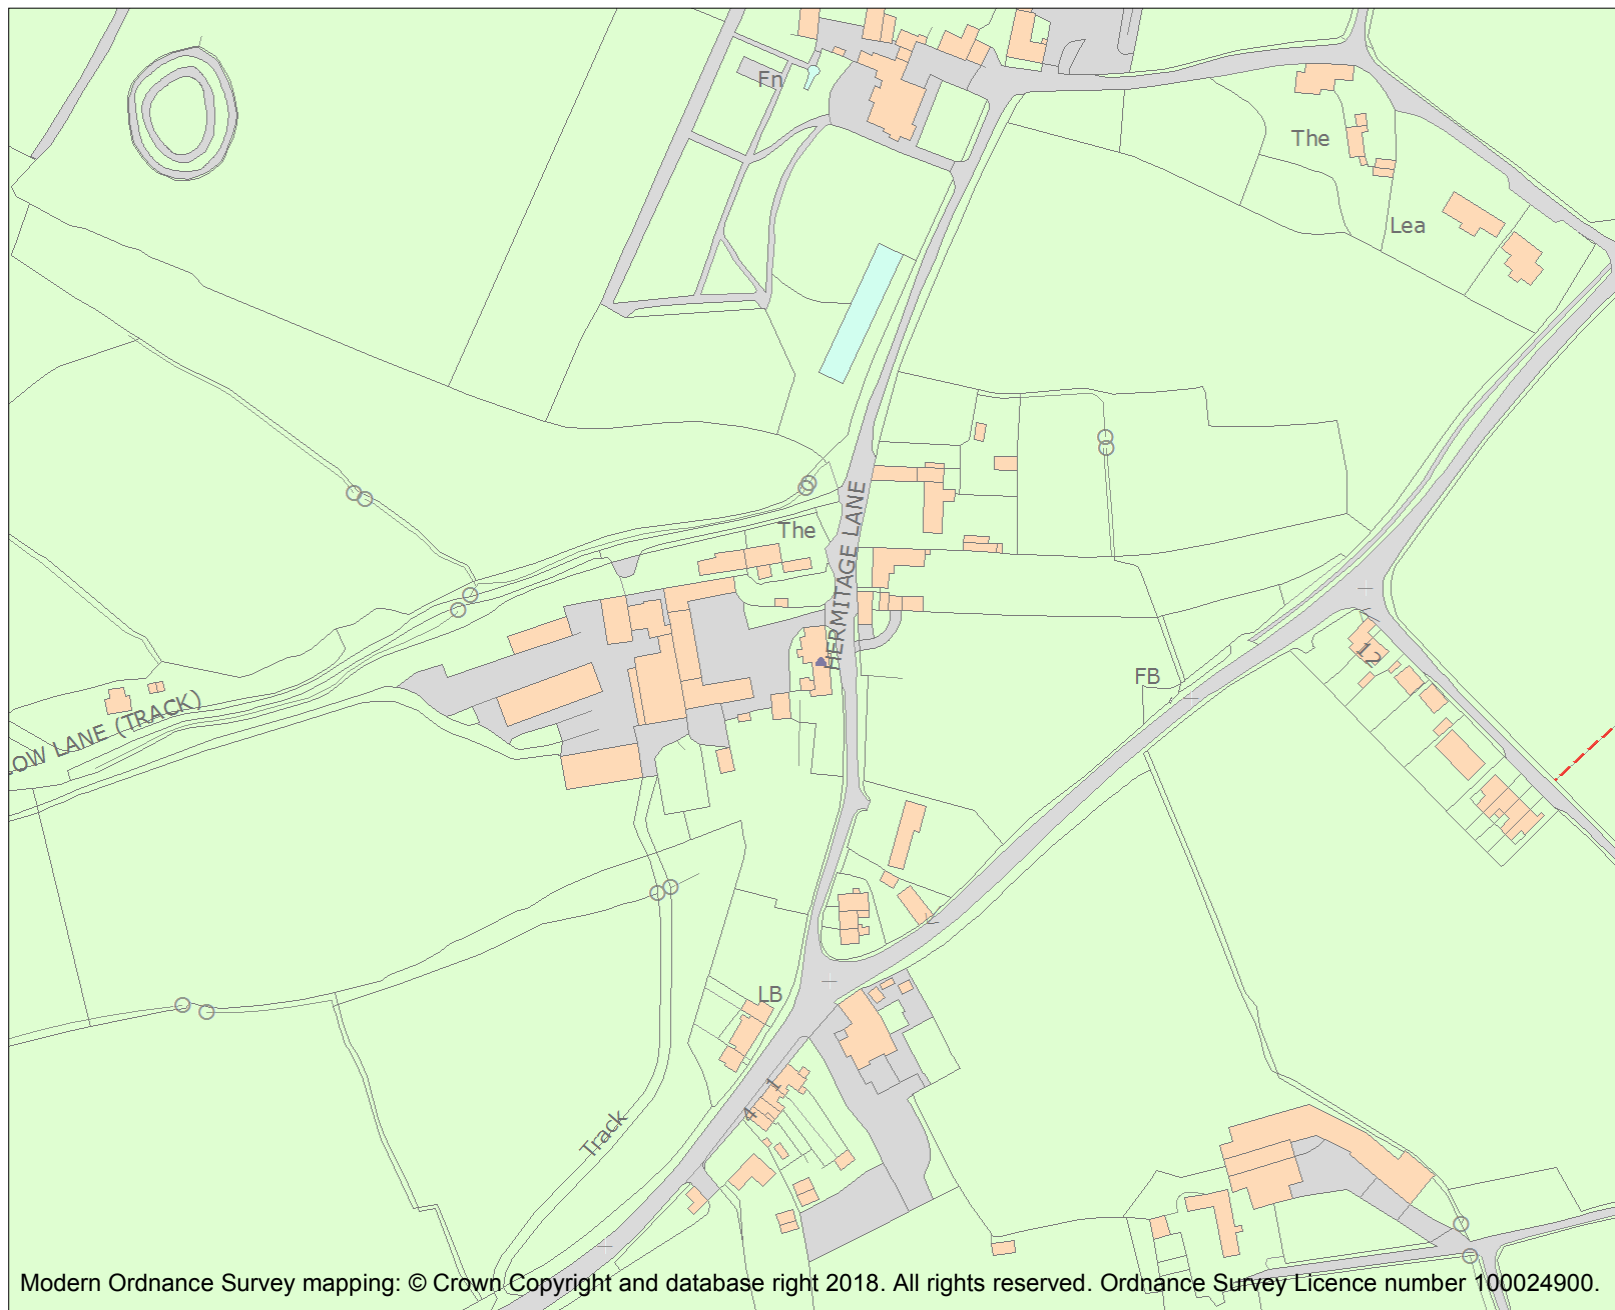 Fn
The
Lea
HERMITAGE LANE
The
FB
12
LOW LANE (TRACK)
LB
1
4
Track
Modern Ordnance Survey mapping: © Crown Copyright and database right 2018. All rights reserved. Ordnance Survey Licence number 100024900.